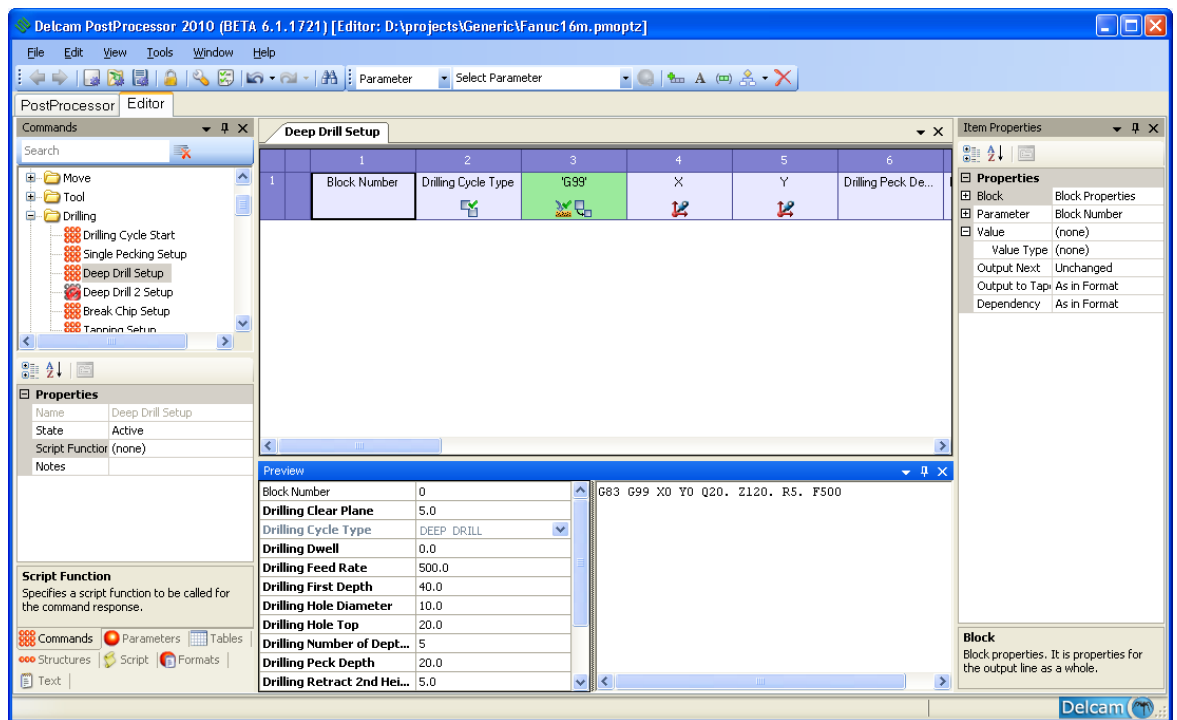 Delcam PostProcessor 2010 (BETA 6.1.1721) [Editor: D:\projects\Generic\Fanuc16m.pmoptz]
File Edit View Tools Window Help
Parameter Select Parameter
PostProcessor Editor
Commands
Search
Move
Tool
Drilling
Drilling Cycle Start
Single Pecking Setup
Deep Drill Setup
Deep Drill 2 Setup
Break Chip Setup
Tapping Setup
Properties
Name Deep Drill Setup
State Active
Script Function (none)
Notes
Script Function
Specifies a script function to be called for
the command response.
Commands Parameters Tables
Structures Script Formats
Text
Deep Drill Setup
1 2 3 4 5 6
1 Block Number Drilling Cycle Type 'G99' X Y Drilling Peck De...
Preview
Block Number 0
Drilling Clear Plane 5.0
Drilling Cycle Type DEEP DRILL
Drilling Dwell 0.0
Drilling Feed Rate 500.0
Drilling First Depth 40.0
Drilling Hole Diameter 10.0
Drilling Hole Top 20.0
Drilling Number of Dept... 5
Drilling Peck Depth 20.0
Drilling Retract 2nd Hei... 5.0
G83 G99 X0 Y0 Q20. Z120. R5. F500
Item Properties
Properties
Block Block Properties
Parameter Block Number
Value (none)
Value Type (none)
Output Next Unchanged
Output to Tap As in Format
Dependency As in Format
Block
Block properties. It is properties for
the output line as a whole.
Delcam